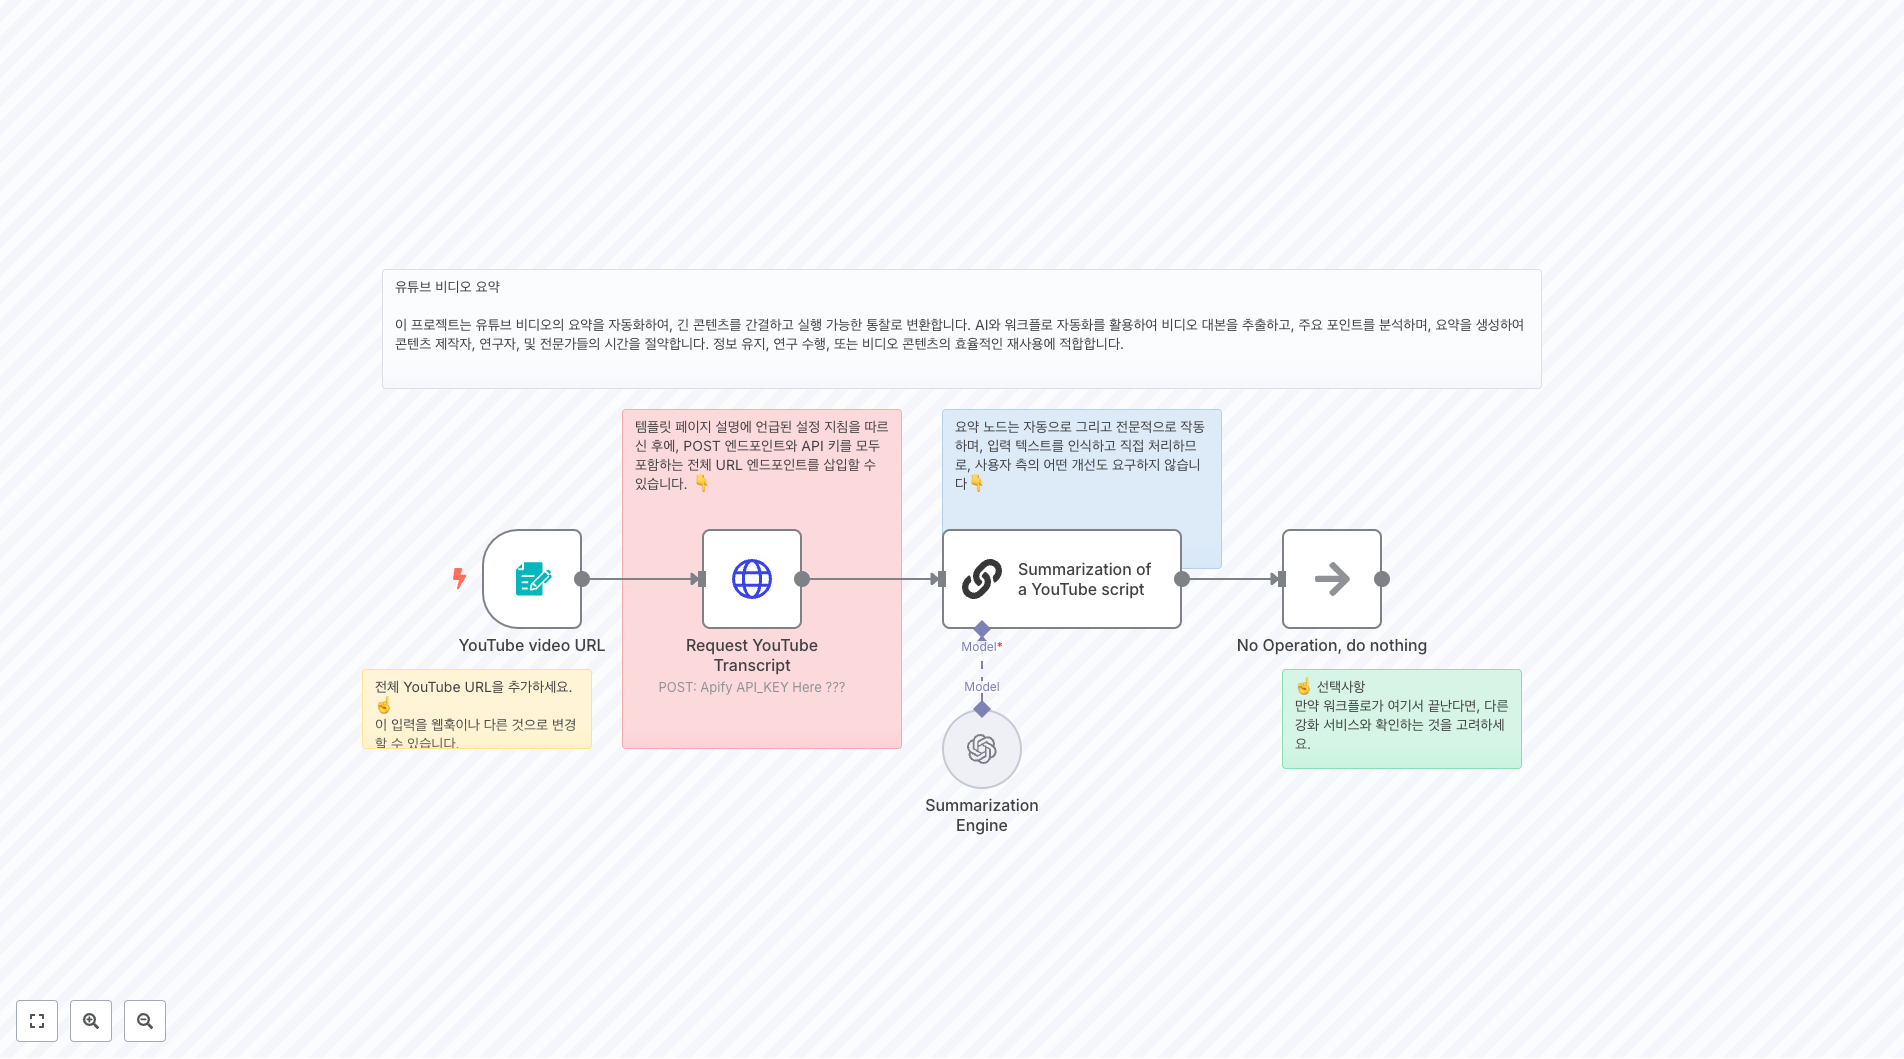 유튜브 비디오 요약
이 프로젝트는 유튜브 비디오의 요약을 자동화하여, 긴 콘텐츠를 간결하고 실행 가능한 통찰로 변환합니다. AI와 워크플로 자동화를 활용하여 비디오 대본을 추출하고, 주요 포인트를 분석하며, 요약을 생성하여
콘텐츠 제작자, 연구자, 및 전문가들의 시간을 절약합니다. 정보 유지, 연구 수행, 또는 비디오 콘텐츠의 효율적인 재사용에 적합합니다.
템플릿 페이지 설명에 언급된 설정 지침을 따르
신 후에, POST 엔드포인트와 API 키를 모두
포함하는 전체 URL 엔드포인트를 삽입할 수
있습니다. 👇
요약 노드는 자동으로 그리고 전문적으로 작동
하며, 입력 텍스트를 인식하고 직접 처리하므
로, 사용자 측의 어떤 개선도 요구하지 않습니
다👇
Summarization of
a YouTube script
YouTube video URL
Request YouTube
Transcript
POST: Apify API_KEY Here ???
Model*
Model
Summarization
Engine
No Operation, do nothing
전체 YouTube URL을 추가하세요.
☝️
이 입력을 웹훅이나 다른 것으로 변경
할 수 있습니다.
☝️ 선택사항
만약 워크플로가 여기서 끝난다면, 다른
강화 서비스와 확인하는 것을 고려하세
요.